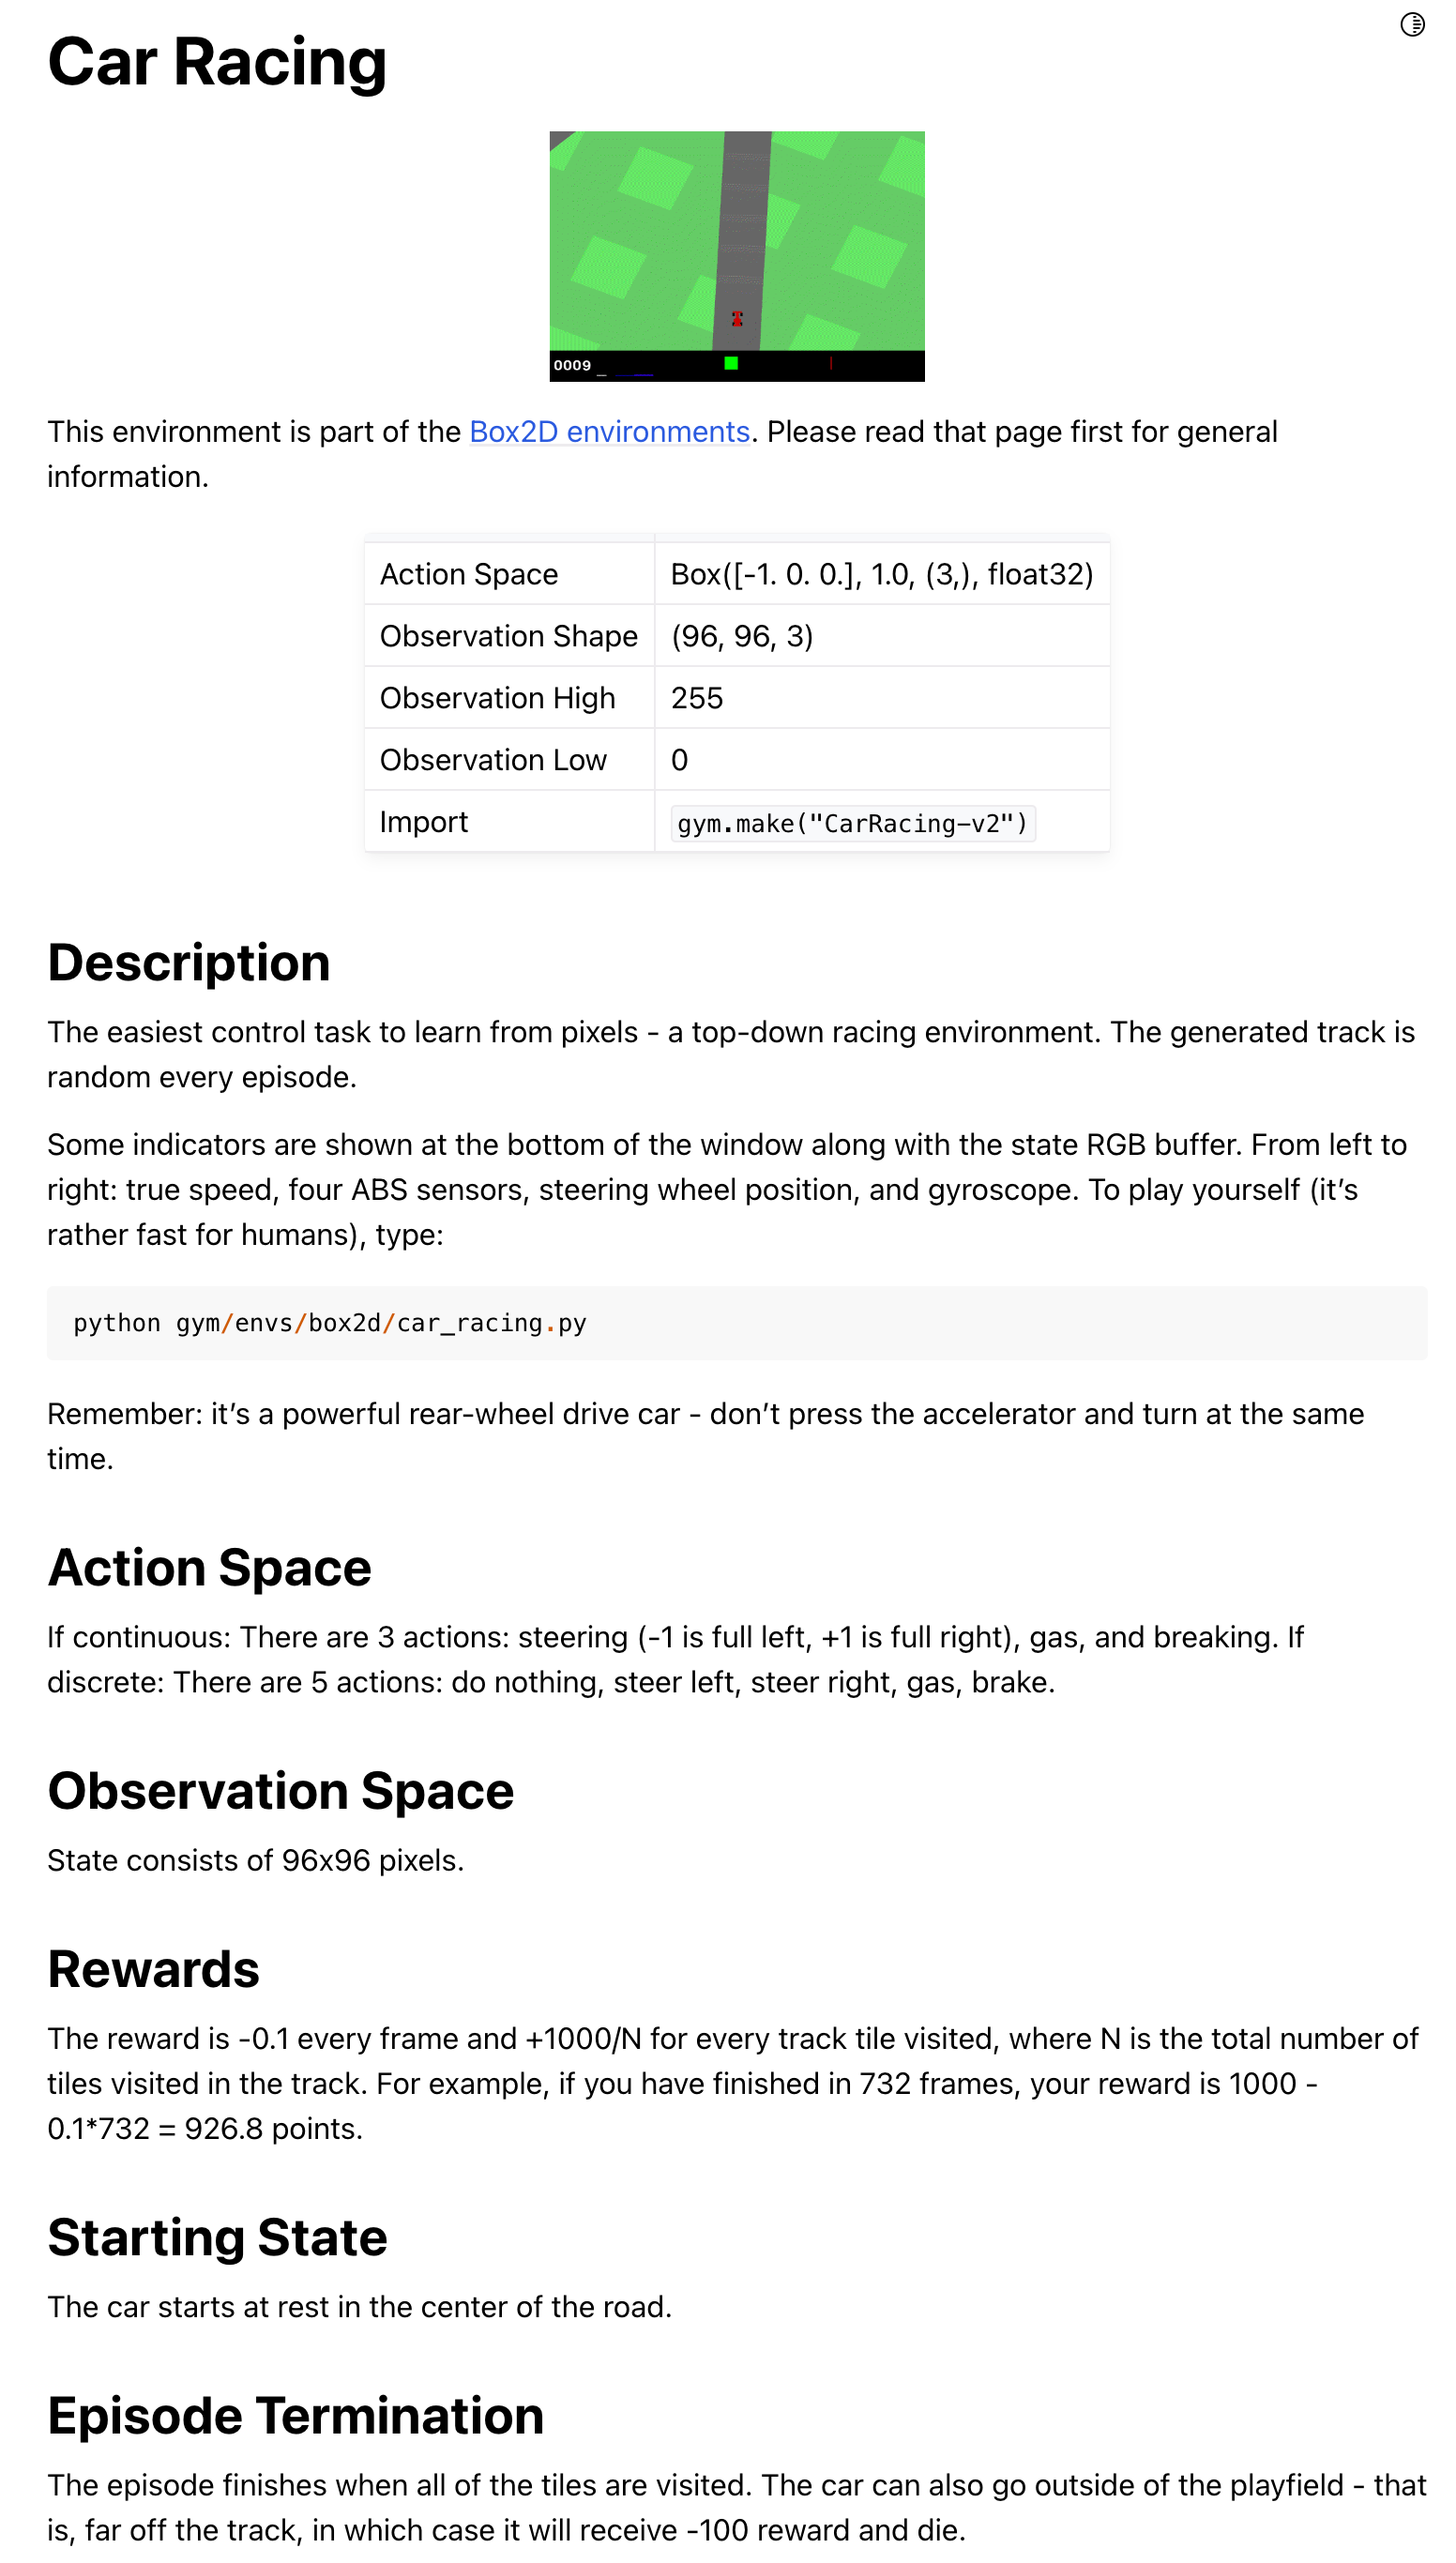 Car Racing
0009
This environment is part of the Box2D environments. Please read that page first for general
information.
Action Space Box([-1. 0. 0.], 1.0, (3,), float32)
Observation Shape (96, 96, 3)
Observation High 255
Observation Low 0
Import gym.make("CarRacing-v2")
Description
The easiest control task to learn from pixels - a top-down racing environment. The generated track is
random every episode.
Some indicators are shown at the bottom of the window along with the state RGB buffer. From left to
right: true speed, four ABS sensors, steering wheel position, and gyroscope. To play yourself (it’s
rather fast for humans), type:
python gym/envs/box2d/car_racing.py
Remember: it’s a powerful rear-wheel drive car - don’t press the accelerator and turn at the same
time.
Action Space
If continuous: There are 3 actions: steering (-1 is full left, +1 is full right), gas, and breaking. If
discrete: There are 5 actions: do nothing, steer left, steer right, gas, brake.
Observation Space
State consists of 96x96 pixels.
Rewards
The reward is -0.1 every frame and +1000/N for every track tile visited, where N is the total number of
tiles visited in the track. For example, if you have finished in 732 frames, your reward is 1000 -
0.1*732 = 926.8 points.
Starting State
The car starts at rest in the center of the road.
Episode Termination
The episode finishes when all of the tiles are visited. The car can also go outside of the playfield - that
is, far off the track, in which case it will receive -100 reward and die.